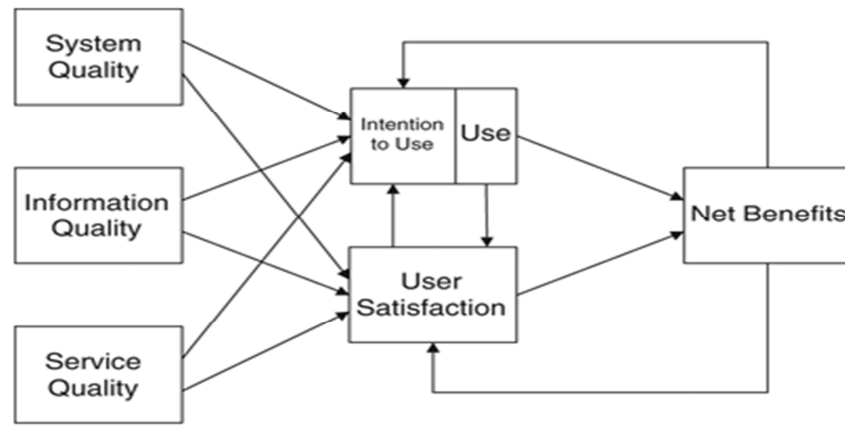 System
Quality
Intention
to Use
Use
Information
Quality
Net Benefits
User
Satisfaction
Service
Quality